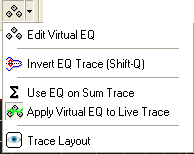 Edit Virtual EQ
Invert EQ Trace (Shift-Q)
Σ Use EQ on Sum Trace
Apply Virtual EQ to Live Trace
Trace Layout